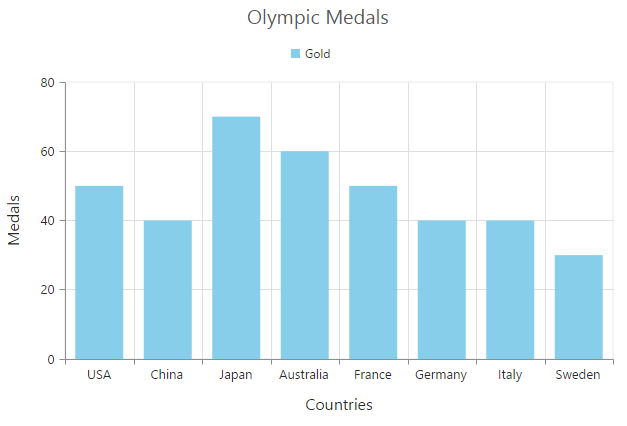 Olympic Medals
Gold
Medals
80
60
40
20
0
USA China Japan Australia France Germany Italy Sweden
Countries